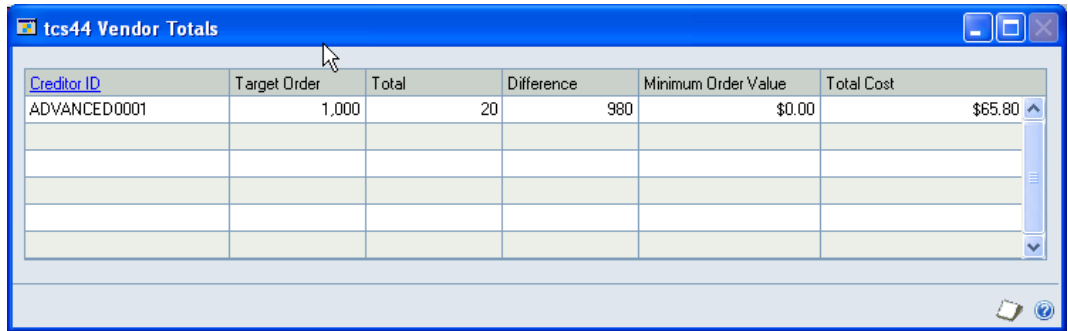 tcs44 Vendor Totals
Creditor ID Target Order Total Difference Minimum Order Value Total Cost
ADVANCED0001 1,000 20 980 $0.00 $65.80